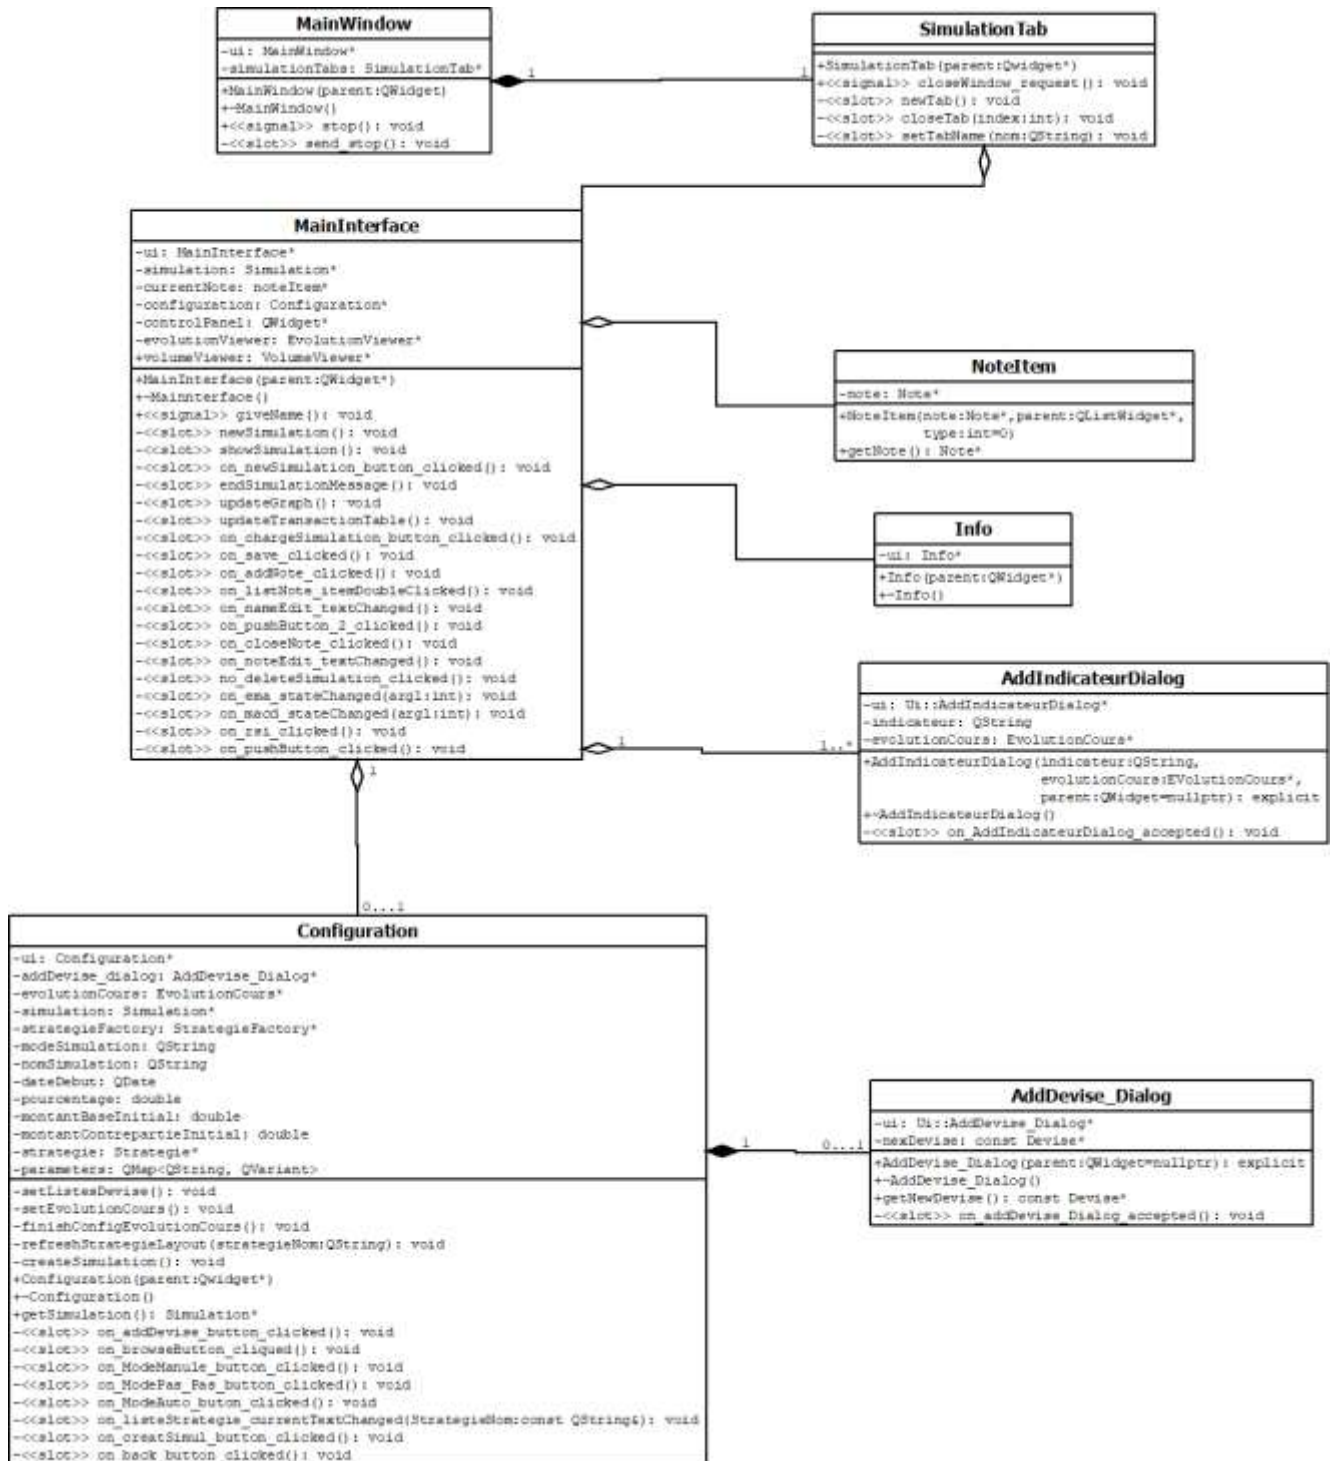 MainWindow
-ui: MainWindow*
-simulationTabs: SimulationTab*
+MainWindow(parent:QWidget)
+~MainWindow()
+<<signal>> stop(): void
-<<slot>> send_stop(): void
1
1
SimulationTab
+SimulationTab(parent:Qwidget*)
+<<signal>> closeWindow_request(): void
-<<slot>> newTab(): void
-<<slot>> closeTab(index:int): void
-<<slot>> setTabName(nom:QString): void
MainInterface
-ui: MainInterface*
-simulation: Simulation*
-currentNote: noteItem*
-configuration: Configuration*
-controlPanel: QWidget*
-evolutionViewer: EvolutionViewer*
+volumeViewer: VolumeViewer*
+MainInterface(parent:QWidget*)
+~Mainnterface()
+<<signal>> giveName(): void
-<<slot>> newSimulation(): void
-<<slot>> showSimulation(): void
-<<slot>> on_newSimulation_button_clicked(): void
-<<slot>> endSimulationMessage(): void
-<<slot>> updateGraph(): void
-<<slot>> updateTransactionTable(): void
-<<slot>> on_chargeSimulation_button_clicked(): void
-<<slot>> on_save_clicked(): void
-<<slot>> on_addNote_clicked(): void
-<<slot>> on_listNote_itemDoubleClicked(): void
-<<slot>> on_nameEdit_textChanged(): void
-<<slot>> on_pushButton_2_clicked(): void
-<<slot>> on_closeNote_clicked(): void
-<<slot>> on_noteEdit_textChanged(): void
-<<slot>> no_deleteSimulation_clicked(): void
-<<slot>> on_ema_stateChanged(arg1:int): void
-<<slot>> on_macd_stateChanged(arg1:int): void
-<<slot>> on_rsi_clicked(): void
-<<slot>> on_pushButton_clicked(): void
NoteItem
-note: Note*
+NoteItem(note:Note*,parent:QListWidget*,
type:int=0)
+getNote(): Note*
Info
-ui: Info*
+Info(parent:QWidget*)
+~Info()
1
1..*
AddIndicateurDialog
-ui: Ui::AddIndicateurDialog*
-indicateur: QString
-evolutionCours: EvolutionCours*
+AddIndicateurDialog(indicateur:QString,
evolutionCours:EVolutionCours*,
parent:QWidget=nullptr): explicit
+~AddIndicateurDialog()
-<<slot>> on_AddIndicateurDialog_accepted(): void
1
0...1
Configuration
-ui: Configuration*
-addDevise_dialog: AddDevise_Dialog*
-evolutionCours: EvolutionCours*
-simulation: Simulation*
-strategieFactory: StrategieFactory*
-modeSimulation: QString
-nomSimulation: QString
-dateDebut: QDate
-pourcentage: double
-montantBaseInitial: double
-montantContrepartieInitial: double
-strategie: Strategie*
-parameters: QMap<QString, QVariant>
-setListesDevise(): void
-setEvolutionCours(): void
-finishConfigEvolutionCours(): void
-refreshStrategieLayout(strategieNom:QString): void
-createSimulation(): void
+Configuration(parent:Qwidget*)
+~Configuration()
+getSimulation(): Simulation*
-<<slot>> on_addDevise_button_clicked(): void
-<<slot>> on_browseButton_cliqued(): void
-<<slot>> on_ModeManule_button_clicked(): void
-<<slot>> on_ModePas_Pas_button_clicked(): void
-<<slot>> on_ModeAuto_buton_clicked(): void
-<<slot>> on_listeStrategie_currentTextChanged(StrategieNom:const QString&): void
-<<slot>> on_creatSimul_button_clicked(): void
-<<slot>> on_back_button_clicked(): void
1
0...1
AddDevise_Dialog
-ui: Ui::AddDevise_Dialog*
-nexDevise: const Devise*
+AddDevise_Dialog(parent:QWidget=nullptr): explicit
+~AddDevise_Dialog()
+getNewDevise(): const Devise*
-<<slot>> on_addDevise_Dialog_accepted(): void